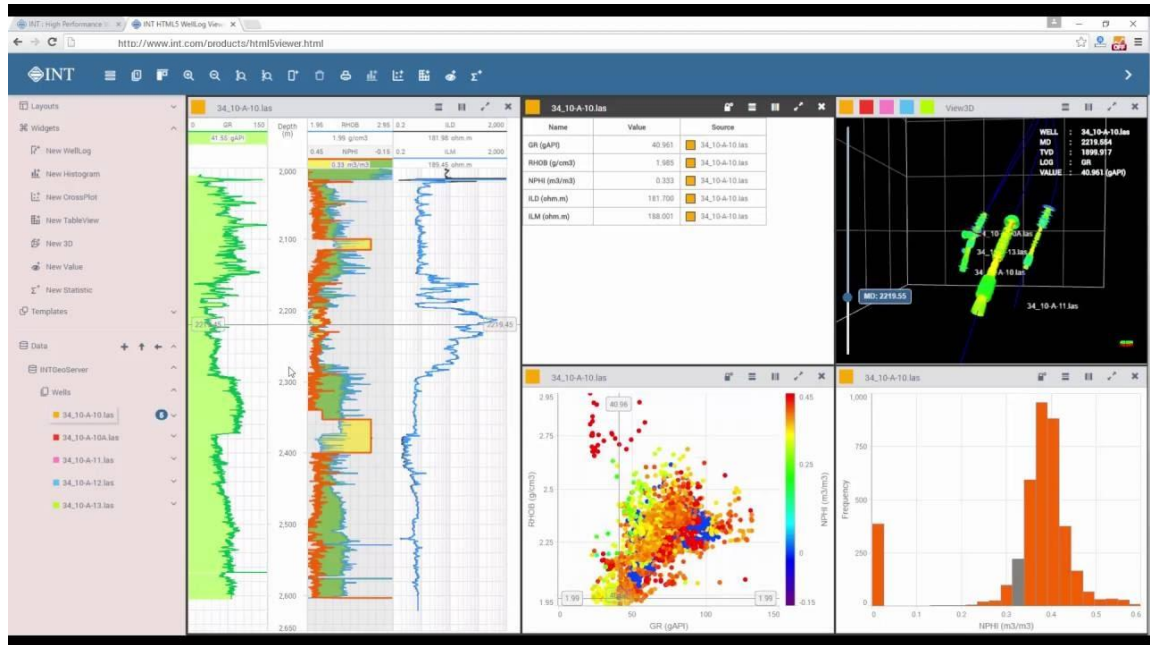 INT : High Performance
INT HTML5 WellLog View
http://www.int.com/products/html5viewer.html
INT
Layouts
Widgets
New WellLog
New Histogram
New CrossPlot
New TableView
New 3D
New Value
New Statistic
Templates
Data
INTGeoServer
Wells
34_10-A-10.las
34_10-A-10A.las
34_10-A-11.las
34_10-A-12.las
34_10-A-13.las
34_10-A-10.las
0 GR 150
41.55 gAPI
Depth
(m)
1.95 RHOB 2.95
1.99 g/cm3
0.45 NPHI -0.15
0.33 m3/m3
0.2 ILD 2,000
181.98 ohm.m
0.2 ILM 2,000
189.45 ohm.m
2,000
2,100
2,200
2219.45
2219.45
2,300
2,400
2,500
2,600
2,650
34_10-A-10.las
Name Value Source
GR (gAPI) 40.961 34_10-A-10.las
RHOB (g/cm3) 1.985 34_10-A-10.las
NPHI (m3/m3) 0.333 34_10-A-10.las
ILD (ohm.m) 181.700 34_10-A-10.las
ILM (ohm.m) 188.001 34_10-A-10.las
View3D
WELL : 34_10-A-10.las
MD : 2219.554
TVD : 1899.917
LOG : GR
VALUE : 40.961 (gAPI)
34_10-A-10.las
34_10-A-11.las
MD: 2219.55
34_10-A-10.las
2.95
2.75
2.5
2.25
1.95
RHOB (g/cm3)
40.96
1.99
1.99
50
100
150
GR (gAPI)
0.45
0.25
0
-0.15
NPHI (m3/m3)
34_10-A-10.las
1,000
750
500
250
0
Frequency
0 0.1 0.2 0.3 0.4 0.5 0.6
NPHI (m3/m3)